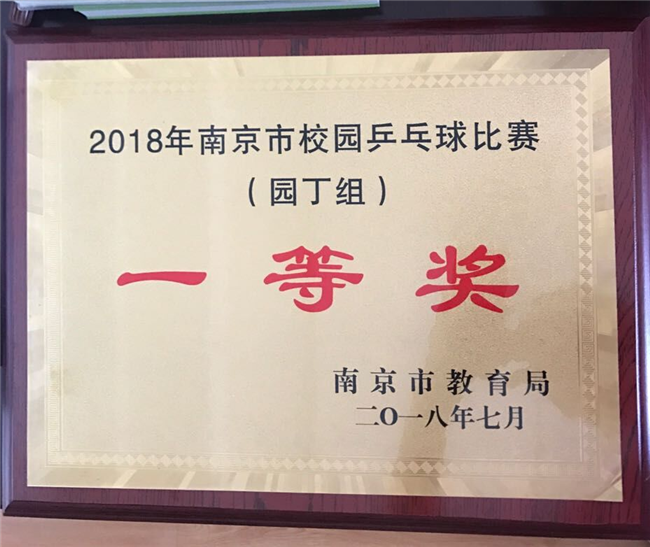 2018年南京市校园乒乓球比赛
（园丁组）
一等奖
南京市教育局
二O一八年七月